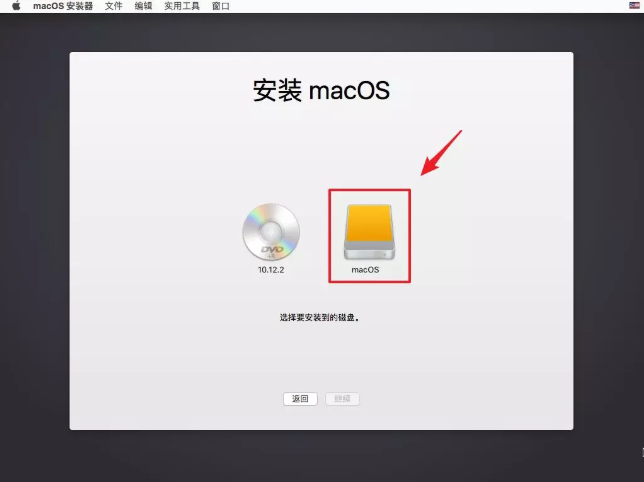 macOS 安装器 文件 编辑 实用工具 窗口
安装 macOS
DVD
10.12.2 macOS
选择要安装到的磁盘。
返回 继续